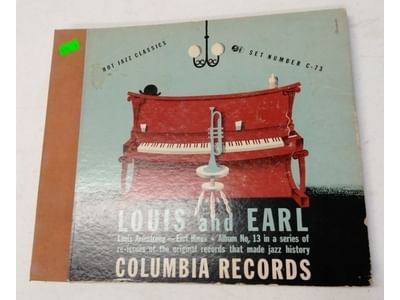 HOT JAZZ CLASSICS SET NUMBER C-73
LOUIS and EARL
Louis Armstrong — Earl Hines • Album No. 13 in a series of
re-issues of the original records that made jazz history
COLUMBIA RECORDS